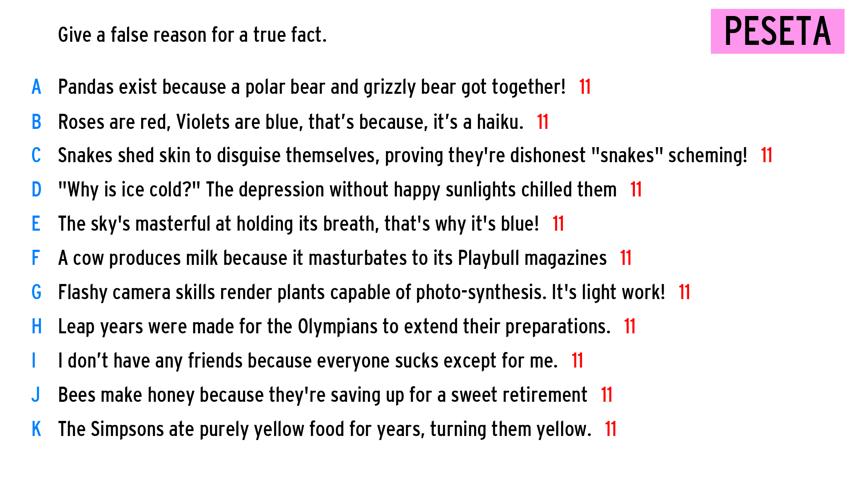 Give a false reason for a true fact.
PESETA
A Pandas exist because a polar bear and grizzly bear got together! 11
B Roses are red, Violets are blue, that’s because, it’s a haiku. 11
C Snakes shed skin to disguise themselves, proving they're dishonest "snakes" scheming! 11
D "Why is ice cold?" The depression without happy sunlights chilled them 11
E The sky's masterful at holding its breath, that's why it's blue! 11
F A cow produces milk because it masturbates to its Playbull magazines 11
G Flashy camera skills render plants capable of photo-synthesis. It's light work! 11
H Leap years were made for the Olympians to extend their preparations. 11
I I don’t have any friends because everyone sucks except for me. 11
J Bees make honey because they're saving up for a sweet retirement 11
K The Simpsons ate purely yellow food for years, turning them yellow. 11